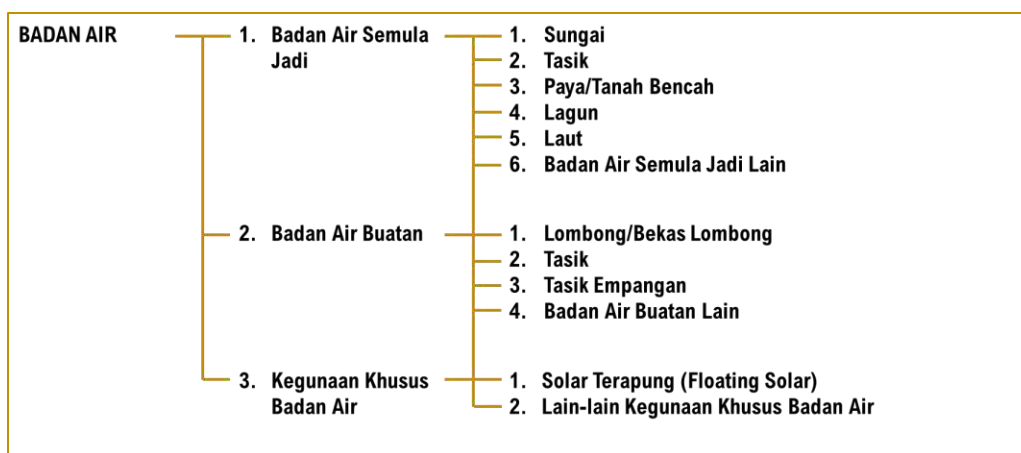 BADAN AIR
1. Badan Air Semula
Jadi
1. Sungai
2. Tasik
3. Paya/Tanah Bencah
4. Lagun
5. Laut
6. Badan Air Semula Jadi Lain
2. Badan Air Buatan
1. Lombong/Bekas Lombong
2. Tasik
3. Tasik Empangan
4. Badan Air Buatan Lain
3. Kegunaan Khusus
Badan Air
1. Solar Terapung (Floating Solar)
2. Lain-lain Kegunaan Khusus Badan Air